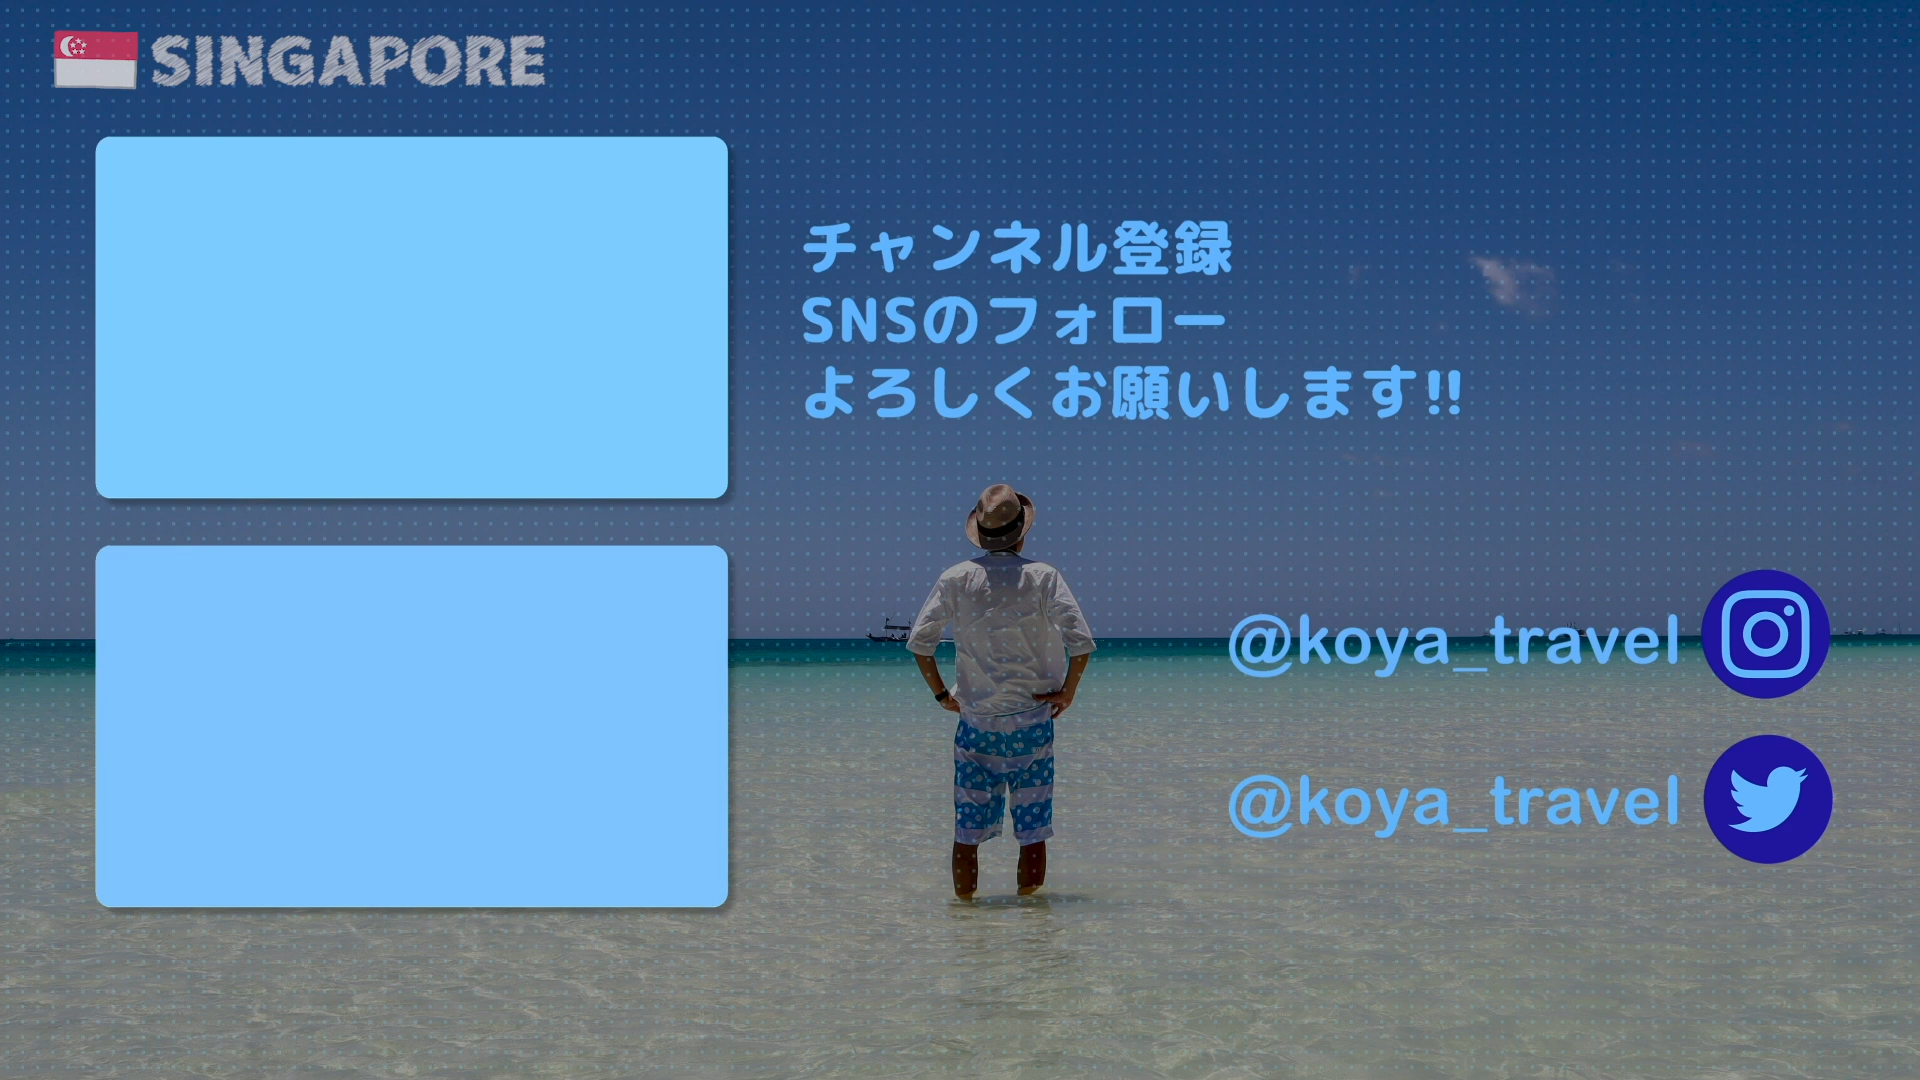 SINGAPORE
チャンネル登録
SNSのフォロー
よろしくお願いします!!
@koya_travel
@koya_travel